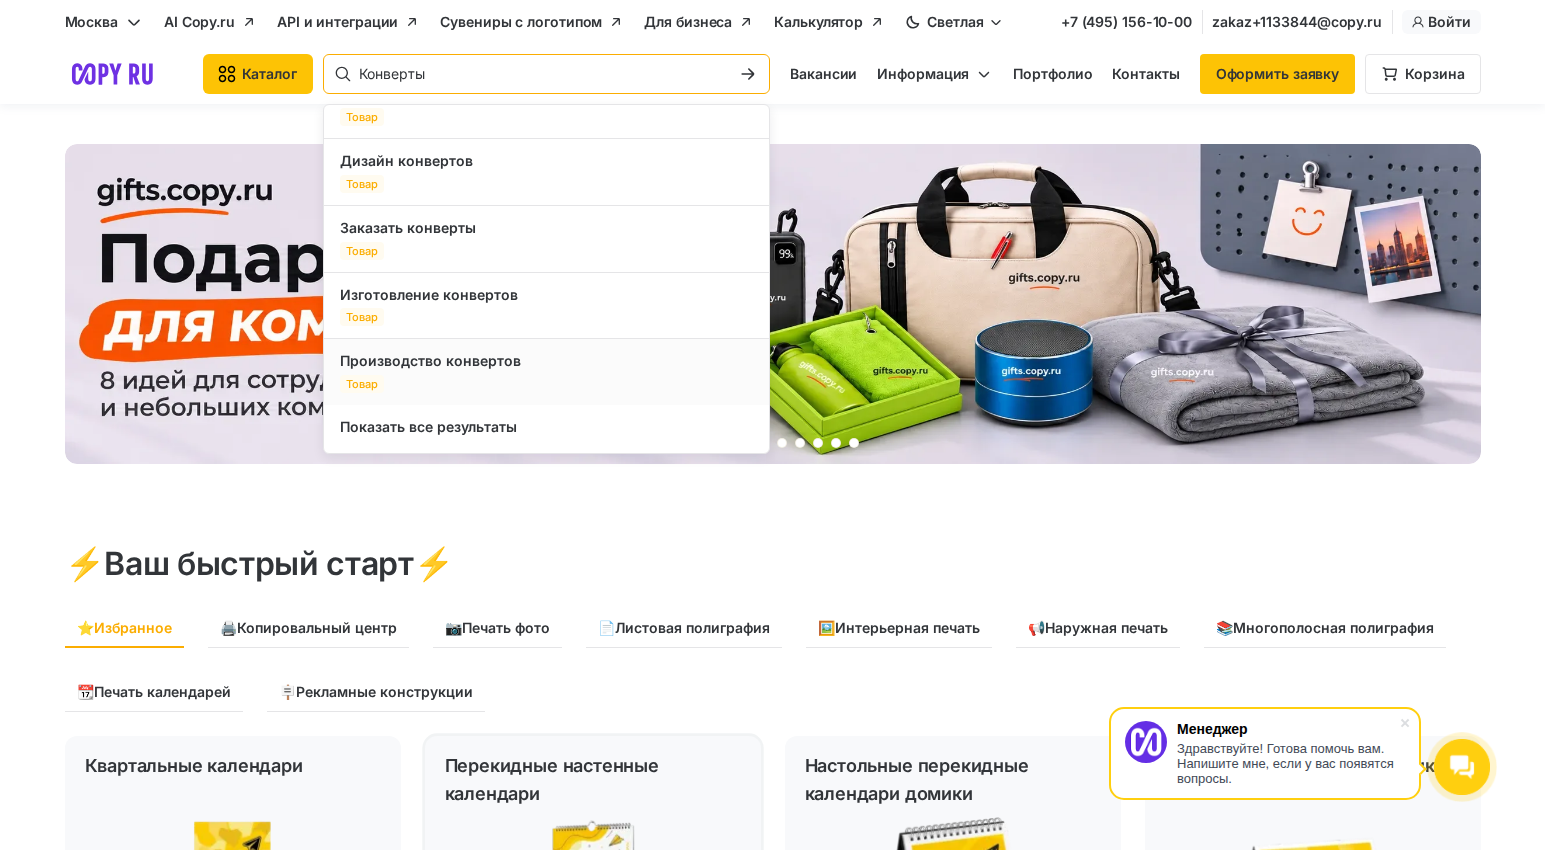 Москва AI Copy.ru API и интеграции Сувениры с логотипом Для бизнеса Калькулятор Светлая +7 (495) 156-10-00 zakaz+1133844@copy.ru Войти
COPY RU Каталог Конверты Вакансии Информация Портфолио Контакты Оформить заявку Корзина
Товар
Дизайн конвертов
Товар
Заказать конверты
Товар
Изготовление конвертов
Товар
Производство конвертов
Товар
Показать все результаты
gifts.copy.ru
Подар
для ком
8 идей для сотру
и небольших ком
99%
gifts.copy.ru
gifts.copy.ru
gifts.copy.ru
gifts.copy.ru
gifts.copy.ru
⚡Ваш быстрый старт⚡
⭐Избранное 🖨️Копировальный центр 📷Печать фото 📄Листовая полиграфия 🖼️Интерьерная печать 📢Наружная печать 📚Многополосная полиграфия
📆Печать календарей 🪧Рекламные конструкции
Квартальные календари
Перекидные настенные
календари
Настольные перекидные
календари домики
Менеджер
Здравствуйте! Готова помочь вам.
Напишите мне, если у вас появятся
вопросы.